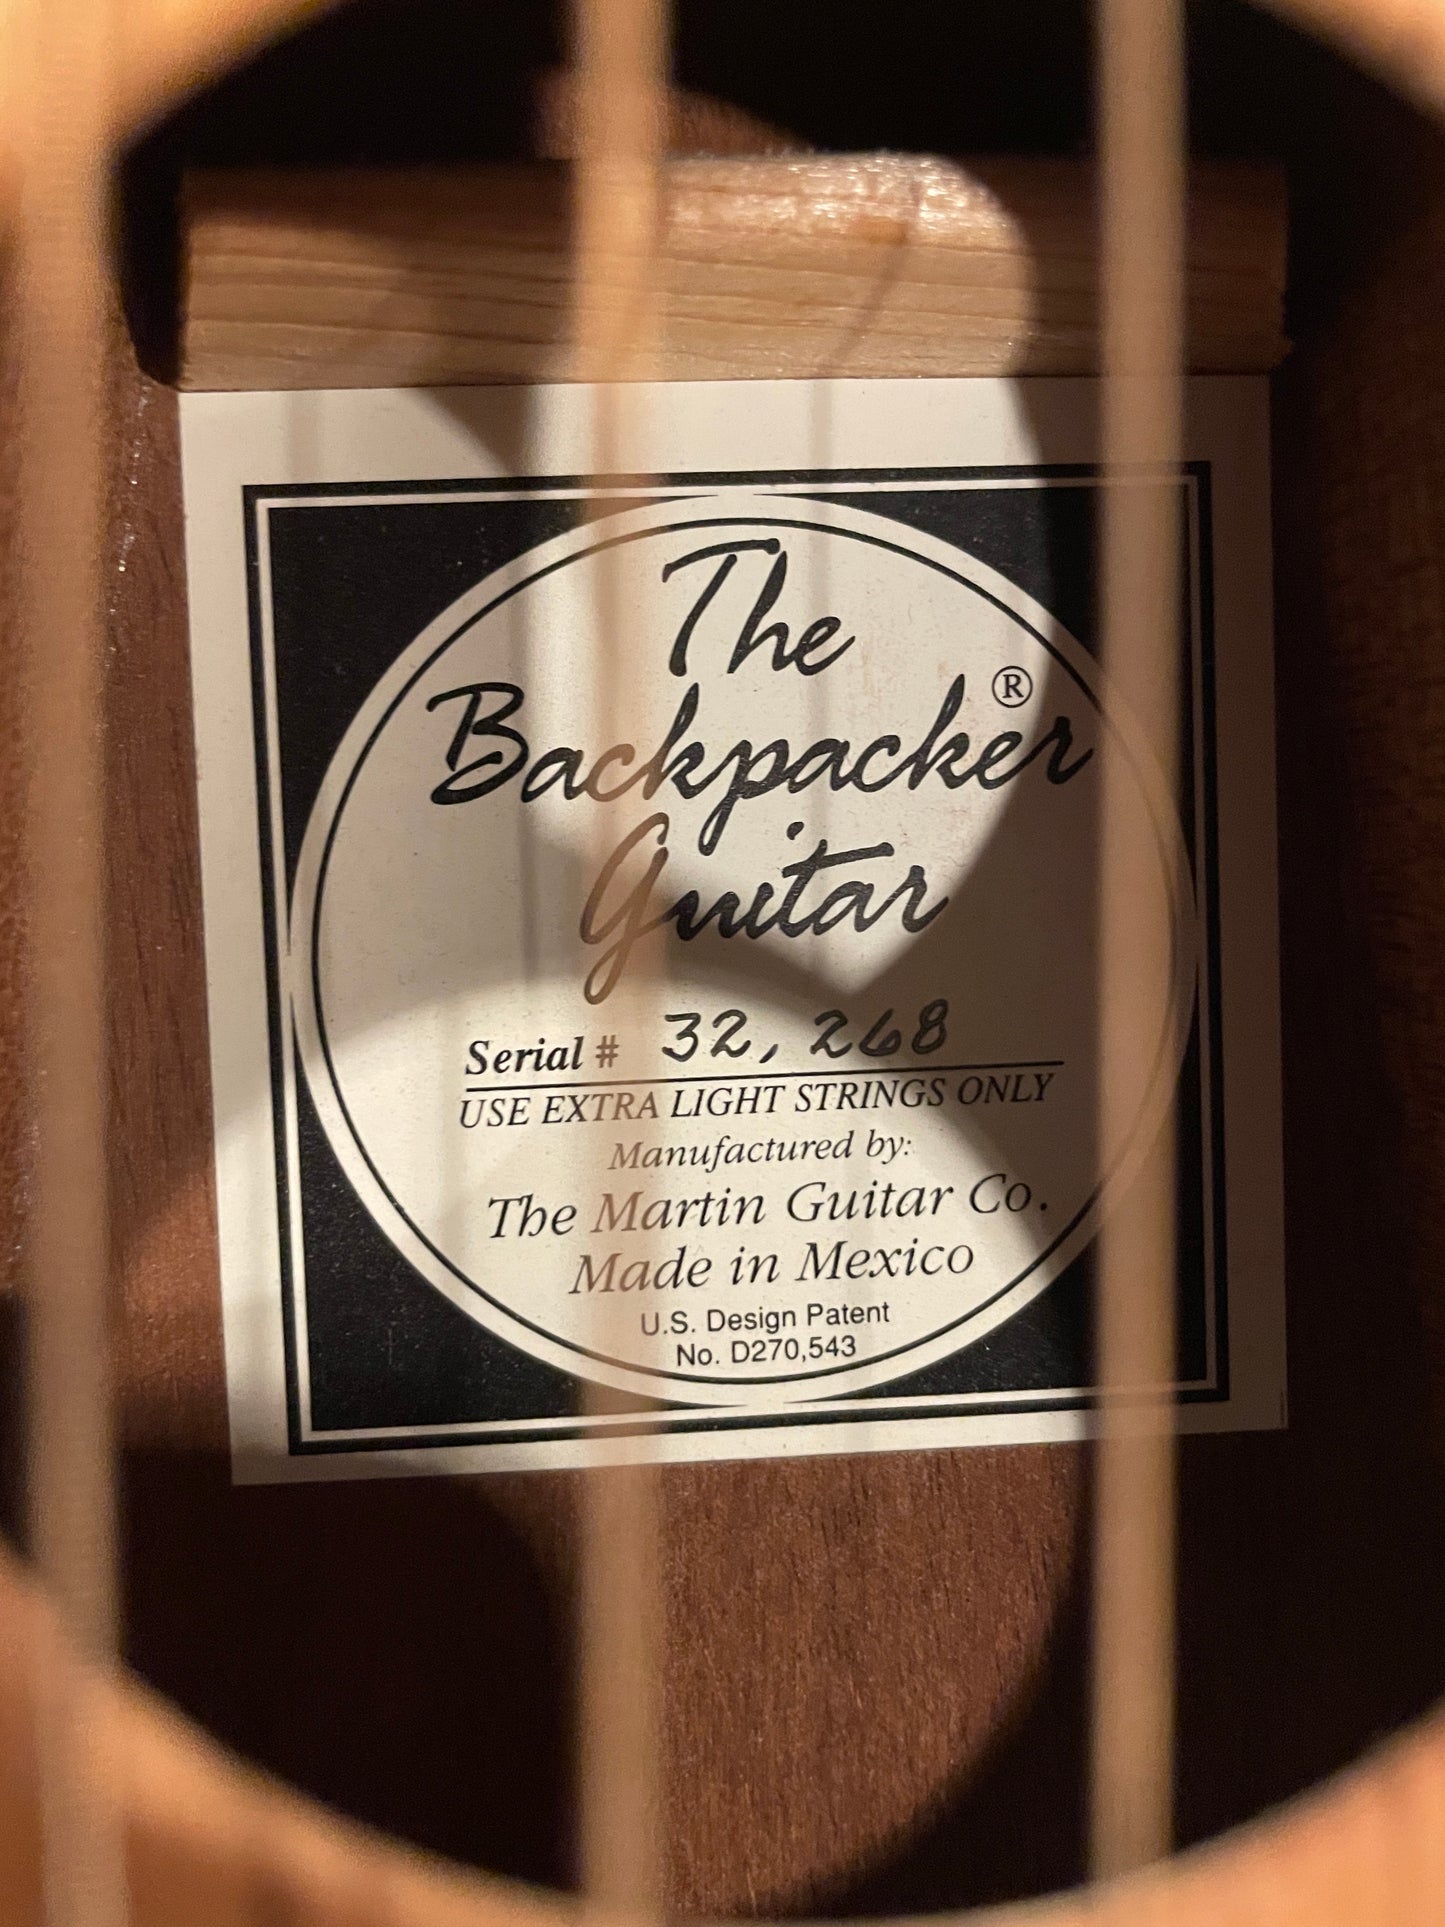 The
Backpacker®
Guitar
Serial # 32,268
USE EXTRA LIGHT STRINGS ONLY
Manufactured by:
The Martin Guitar Co.
Made in Mexico
U.S. Design Patent
No. D270,543